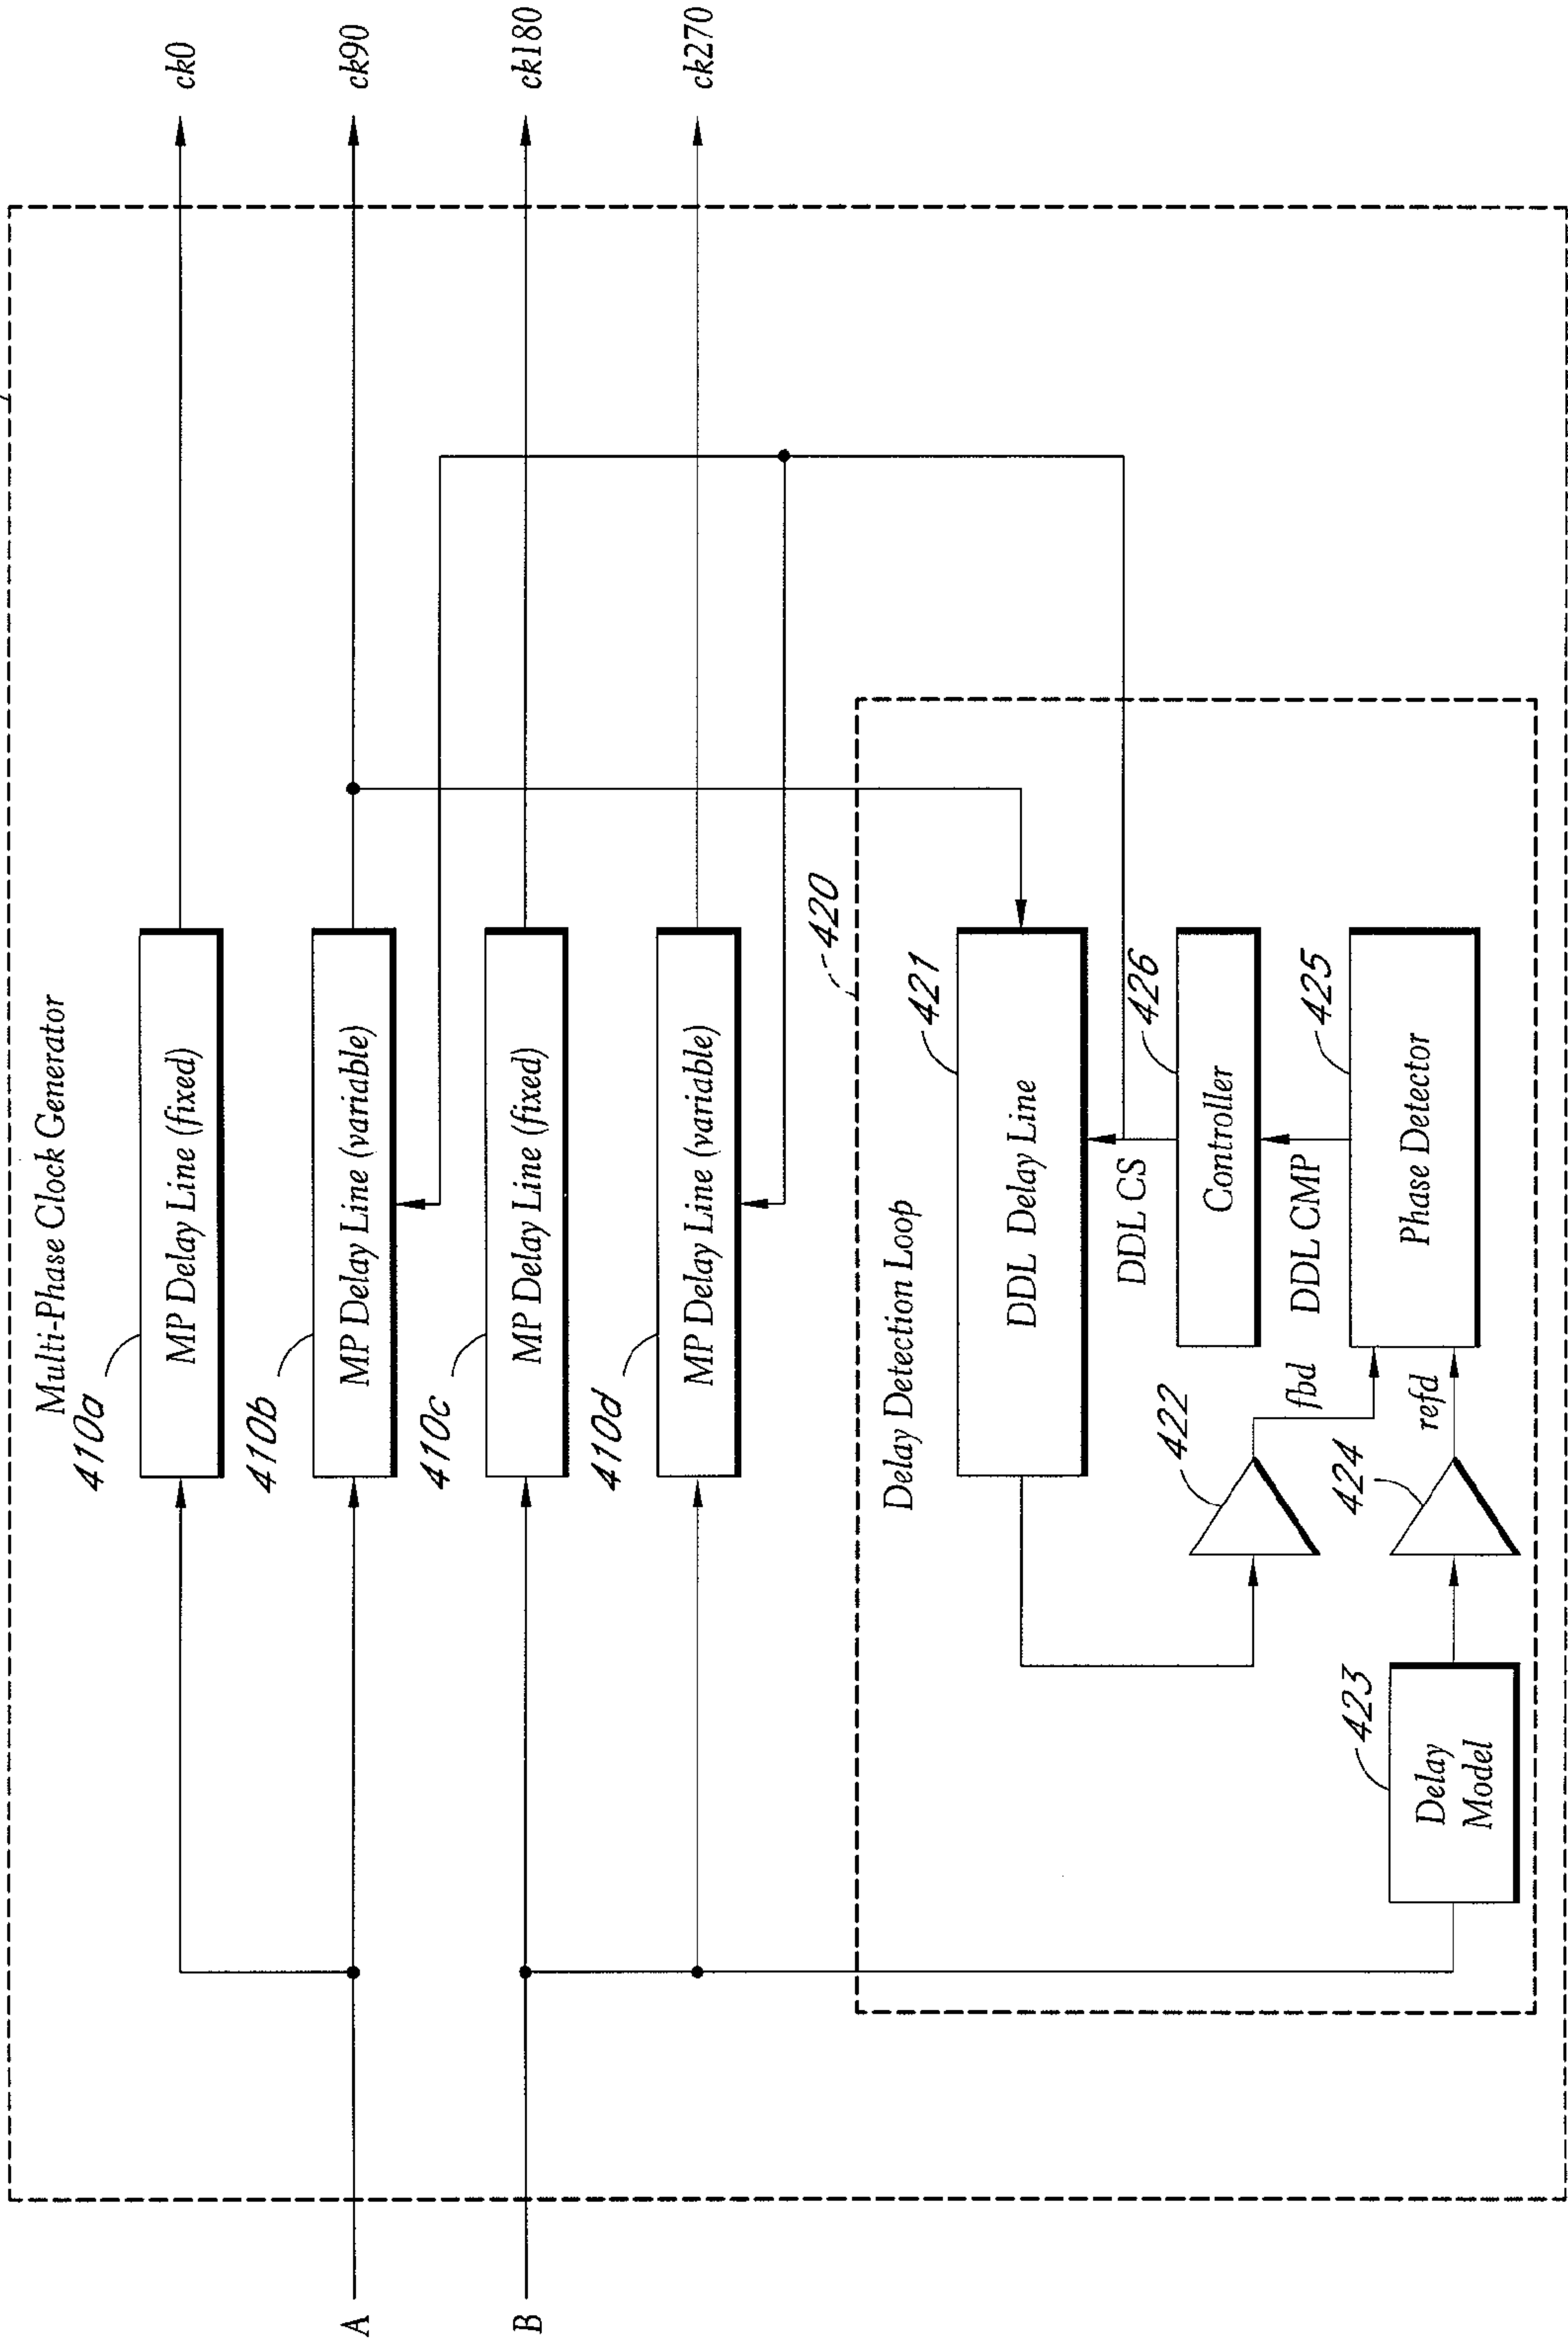 Multi-Phase Clock Generator
410a
MP Delay Line (fixed)
ck0
A
410b
MP Delay Line (variable)
ck90
B
410c
MP Delay Line (fixed)
ck180
410d
MP Delay Line (variable)
ck270
420
Delay Detection Loop
421
DDL Delay Line
DDL CS
426
Controller
DDL CMP
425
Phase Detector
422
fbd
423
Delay
Model
424
refd